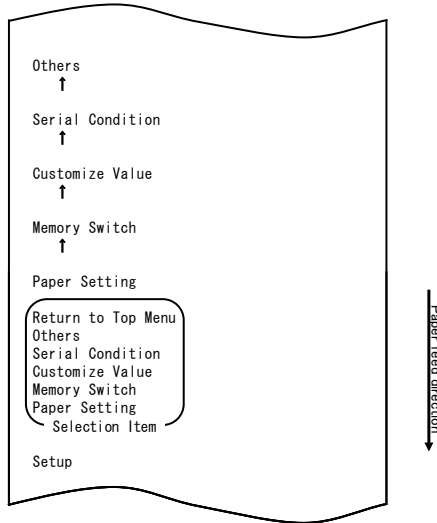 Others
↑
Serial Condition
↑
Customize Value
↑
Memory Switch
↑
Paper Setting
Return to Top Menu
Others
Serial Condition
Customize Value
Memory Switch
Paper Setting
Selection Item
Setup
Paper feed direction